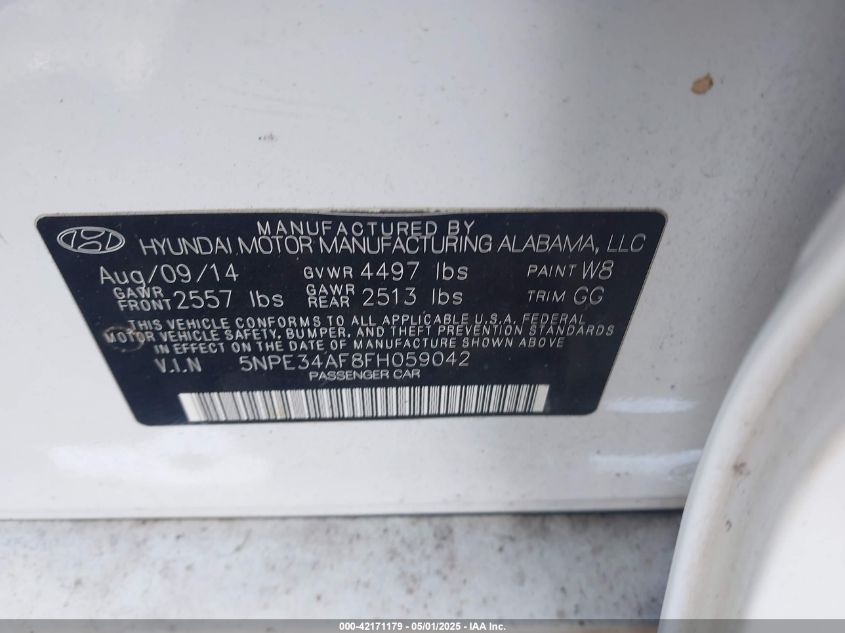 MANUFACTURED BY
HYUNDAI MOTOR MANUFACTURING ALABAMA, LLC
Aug/09/14 GVWR 4497 lbs PAINT W8
GAWR FRONT 2557 lbs GAWR REAR 2513 lbs TRIM GG
THIS VEHICLE CONFORMS TO ALL APPLICABLE U.S.A. FEDERAL
MOTOR VEHICLE SAFETY, BUMPER, AND THEFT PREVENTION STANDARDS
IN EFFECT ON THE DATE OF MANUFACTURE SHOWN ABOVE
V.I.N 5NPE34AF8FH059042
PASSENGER CAR
000-42171179 - 05/01/2025 - IAA Inc.